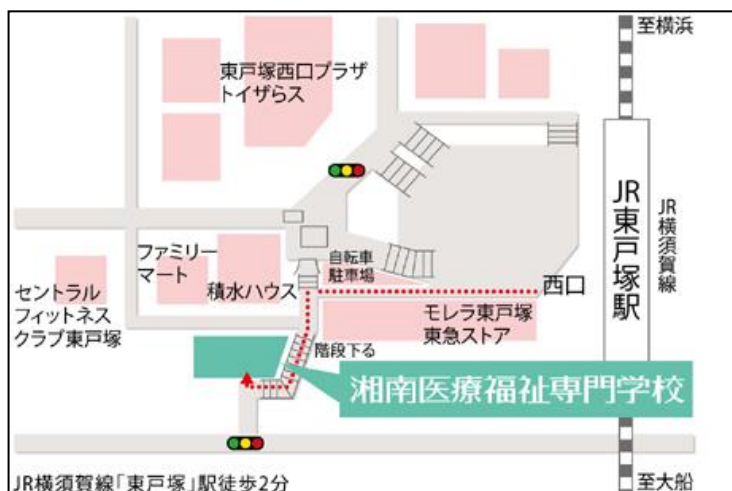 至横浜
東戸塚西口プラザ
トイザらス
JR東戸塚駅
JR横須賀線
自転車
駐車場
西口
ファミリー
マート
積水ハウス
セントラル
フィットネス
クラブ東戸塚
モレラ東戸塚
東急ストア
階段下る
湘南医療福祉専門学校
JR横須賀線「東戸塚」駅徒歩2分
至大船